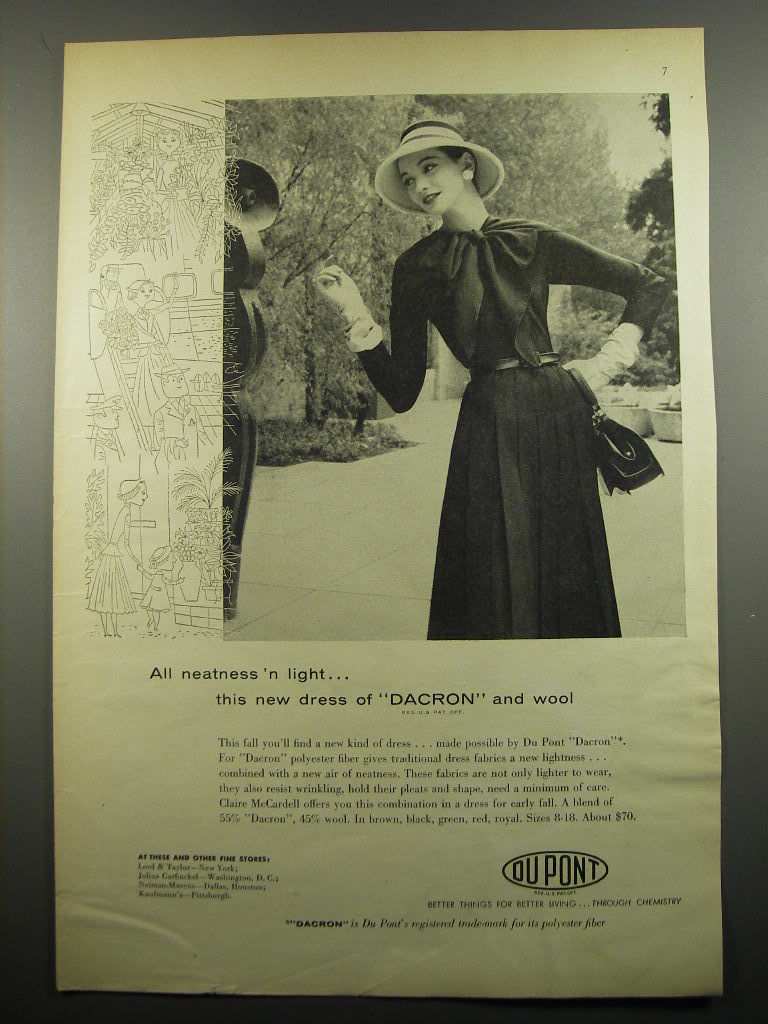 7
All neatness 'n light...
this new dress of "DACRON" and wool
REG. U.S. PAT. OFF.
This fall you'll find a new kind of dress . . . made possible by Du Pont "Dacron"*.
For "Dacron" polyester fiber gives traditional dress fabrics a new lightness . . .
combined with a new air of neatness. These fabrics are not only lighter to wear,
they also resist wrinkling, hold their pleats and shape, need a minimum of care.
Claire McCardell offers you this combination in a dress for early fall. A blend of
55% "Dacron", 45% wool. In brown, black, green, red, royal. Sizes 8-18. About $70.
AT THESE AND OTHER FINE STORES:
Lord & Taylor—New York;
Julius Garfinckel—Washington, D. C.;
Neiman-Marcus—Dallas, Houston;
Kaufmann's—Pittsburgh.
DU PONT
REG. U.S. PAT. OFF.
BETTER THINGS FOR BETTER LIVING...THROUGH CHEMISTRY
*"DACRON" is Du Pont's registered trade-mark for its polyester fiber